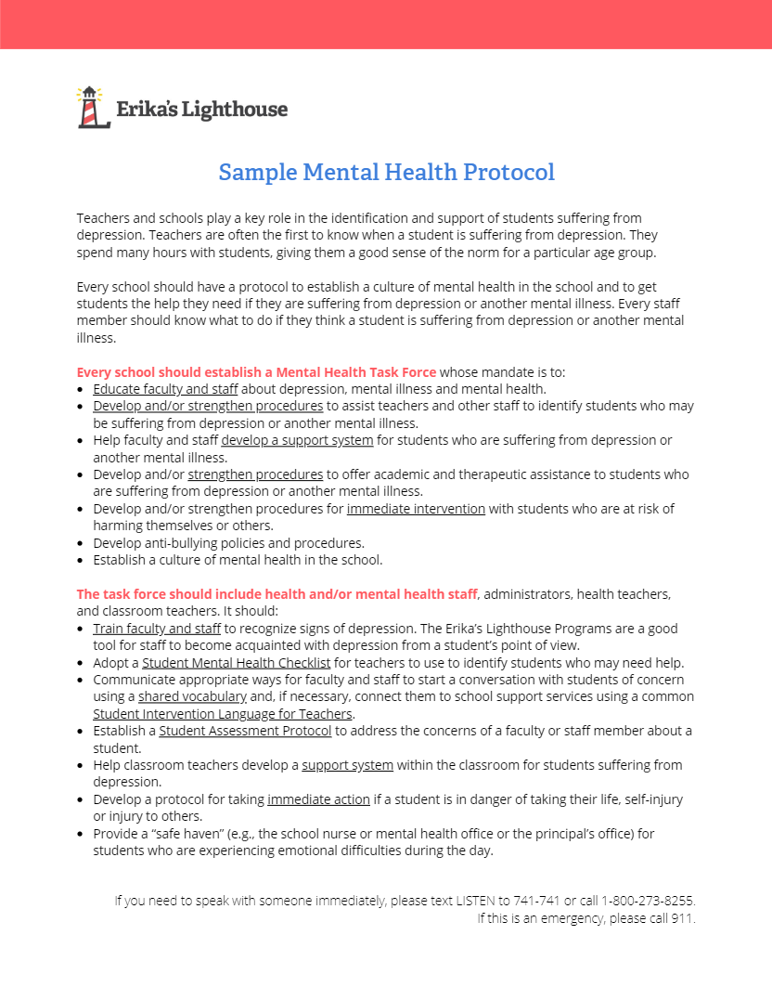 Erika's Lighthouse
Sample Mental Health Protocol
Teachers and schools play a key role in the identification and support of students suffering from
depression. Teachers are often the first to know when a student is suffering from depression. They
spend many hours with students, giving them a good sense of the norm for a particular age group.
Every school should have a protocol to establish a culture of mental health in the school and to get
students the help they need if they are suffering from depression or another mental illness. Every staff
member should know what to do if they think a student is suffering from depression or another mental
illness.
Every school should establish a Mental Health Task Force whose mandate is to:
• Educate faculty and staff about depression, mental illness and mental health.
• Develop and/or strengthen procedures to assist teachers and other staff to identify students who may
be suffering from depression or another mental illness.
• Help faculty and staff develop a support system for students who are suffering from depression or
another mental illness.
• Develop and/or strengthen procedures to offer academic and therapeutic assistance to students who
are suffering from depression or another mental illness.
• Develop and/or strengthen procedures for immediate intervention with students who are at risk of
harming themselves or others.
• Develop anti-bullying policies and procedures.
• Establish a culture of mental health in the school.
The task force should include health and/or mental health staff, administrators, health teachers,
and classroom teachers. It should:
• Train faculty and staff to recognize signs of depression. The Erika's Lighthouse Programs are a good
tool for staff to become acquainted with depression from a student's point of view.
• Adopt a Student Mental Health Checklist for teachers to use to identify students who may need help.
• Communicate appropriate ways for faculty and staff to start a conversation with students of concern
using a shared vocabulary and, if necessary, connect them to school support services using a common
Student Intervention Language for Teachers.
• Establish a Student Assessment Protocol to address the concerns of a faculty or staff member about a
student.
• Help classroom teachers develop a support system within the classroom for students suffering from
depression.
• Develop a protocol for taking immediate action if a student is in danger of taking their life, self-injury
or injury to others.
• Provide a “safe haven” (e.g., the school nurse or mental health office or the principal's office) for
students who are experiencing emotional difficulties during the day.
If you need to speak with someone immediately, please text LISTEN to 741-741 or call 1-800-273-8255.
If this is an emergency, please call 911.